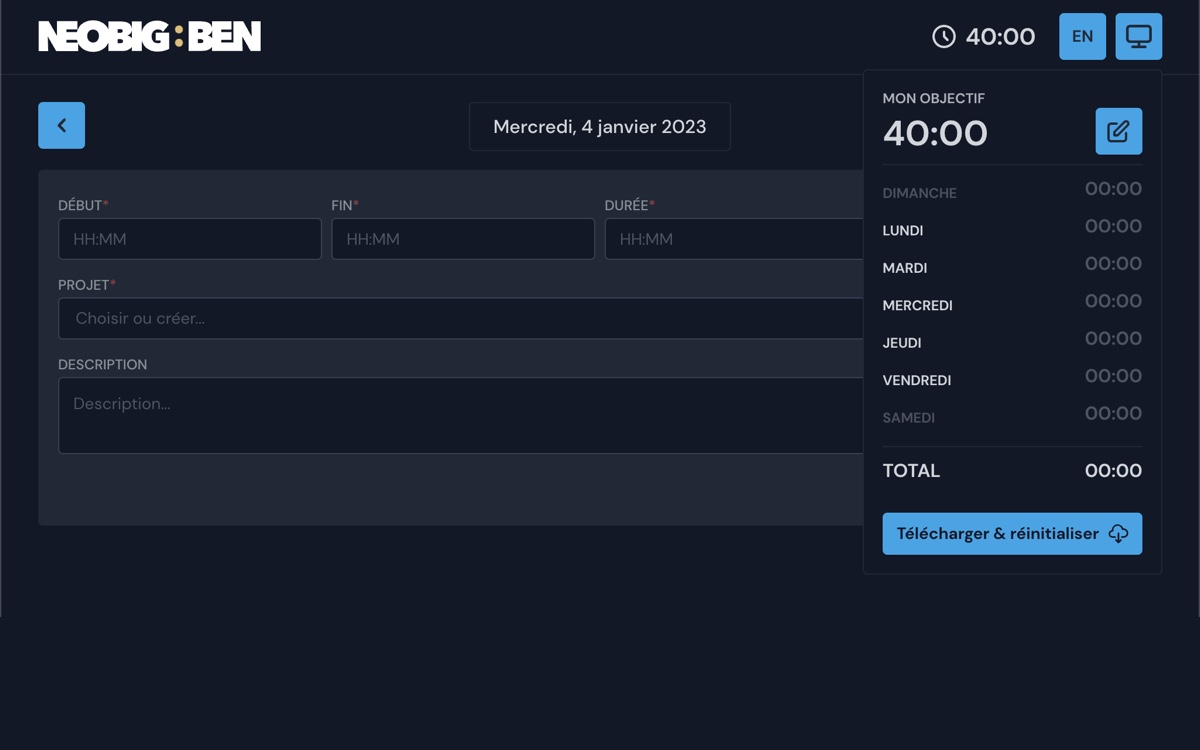 NEOBIG:BEN
40:00
EN
Mercredi, 4 janvier 2023
DÉBUT*
FIN*
DURÉE*
HH:MM
HH:MM
HH:MM
PROJET*
Choisir ou créer...
DESCRIPTION
Description...
MON OBJECTIF
40:00
DIMANCHE 00:00
LUNDI 00:00
MARDI 00:00
MERCREDI 00:00
JEUDI 00:00
VENDREDI 00:00
SAMEDI 00:00
TOTAL 00:00
Télécharger & réinitialiser